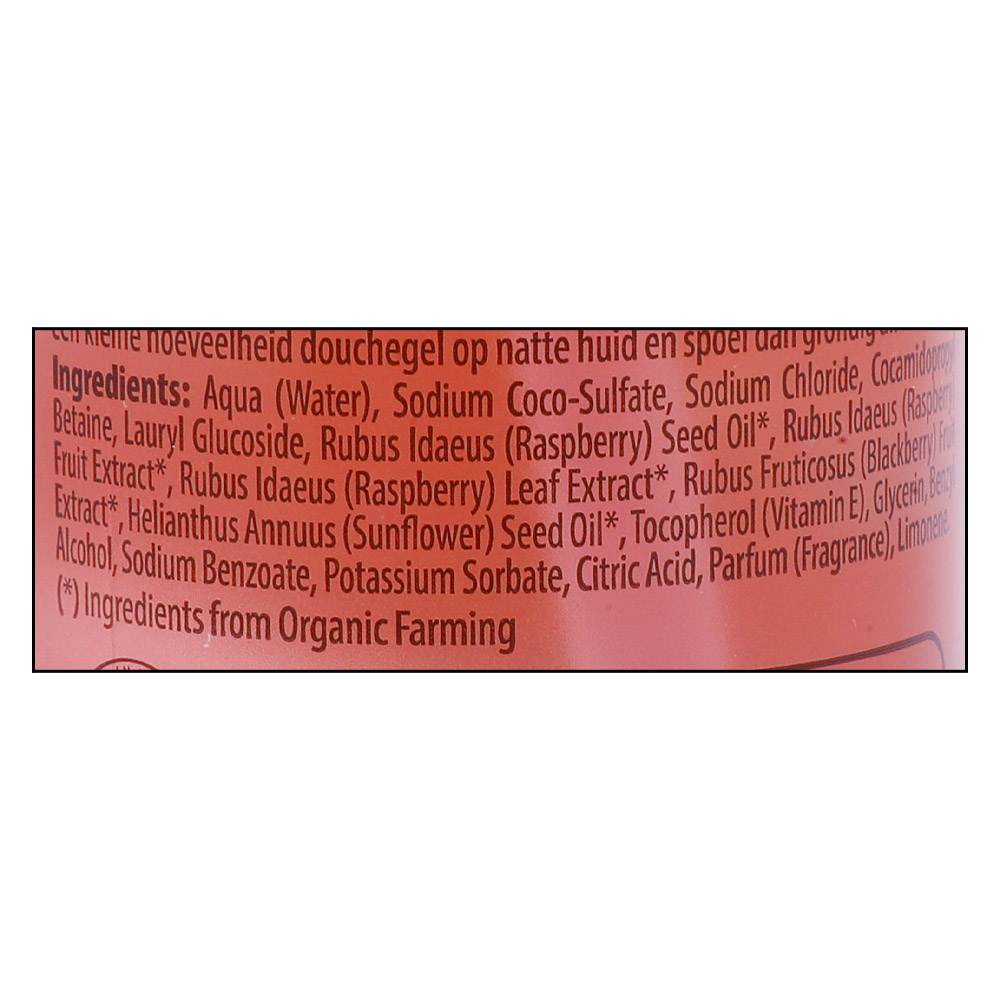 kleine hoeveelheid douchegel op natte huid en spoel dan grondig
Ingredients: Aqua (Water), Sodium Coco-Sulfate, Sodium Chloride, Cocamidopropyl
Betaine, Lauryl Glucoside, Rubus Idaeus (Raspberry) Seed Oil*, Rubus Idaeus (Raspberry)
Fruit Extract*, Rubus Idaeus (Raspberry) Leaf Extract*, Rubus Fruticosus (Blackberry) Fruit
Extract*, Helianthus Annuus (Sunflower) Seed Oil*, Tocopherol (Vitamin E), Glycerin, Benzyl
Alcohol, Sodium Benzoate, Potassium Sorbate, Citric Acid, Parfum (Fragrance), Limonene.
(*) Ingredients from Organic Farming